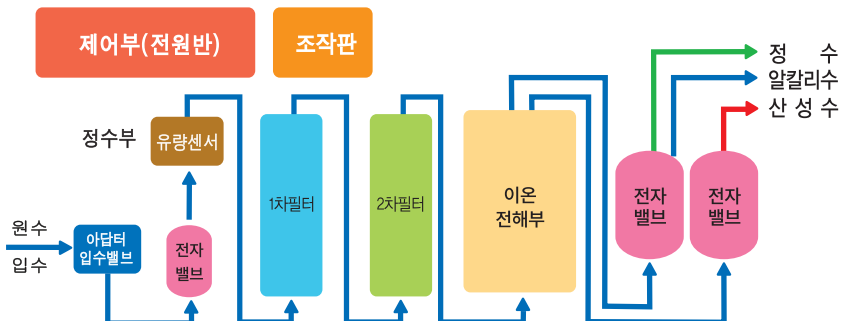 제어부(전원반)
조작판
정 수
알칼리수
산 성 수
정수부
유량센서
1차필터
2차필터
이온
전해부
전자
밸브
전자
밸브
원수
입수
아답터
입수밸브
전자
밸브